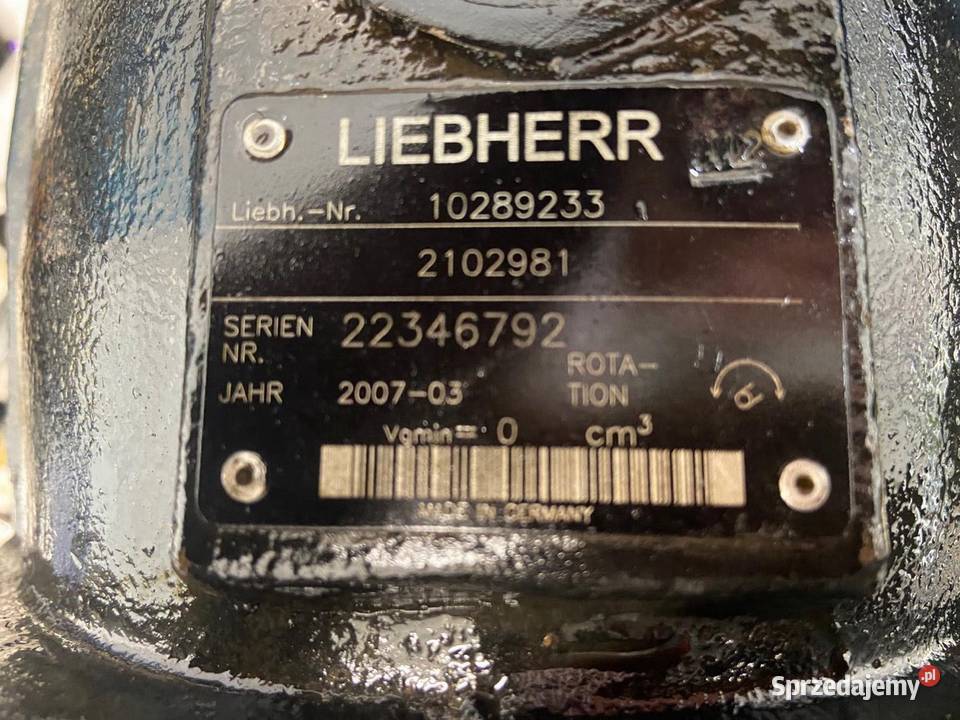 LIEBHERR
Liebh.-Nr. 10289233
2102981
SERIEN NR. 22346792
JAHR 2007-03 ROTA-TION
Vgmin= 0 cm³
MADE IN GERMANY
Sprzedajemy.pl